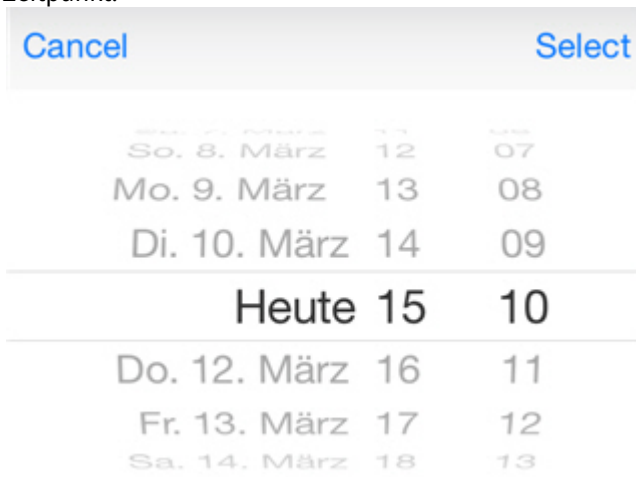 Cancel Select
So. 8. März 12 07
Mo. 9. März 13 08
Di. 10. März 14 09
Heute 15 10
Do. 12. März 16 11
Fr. 13. März 17 12
Sa. 14. März 18 13